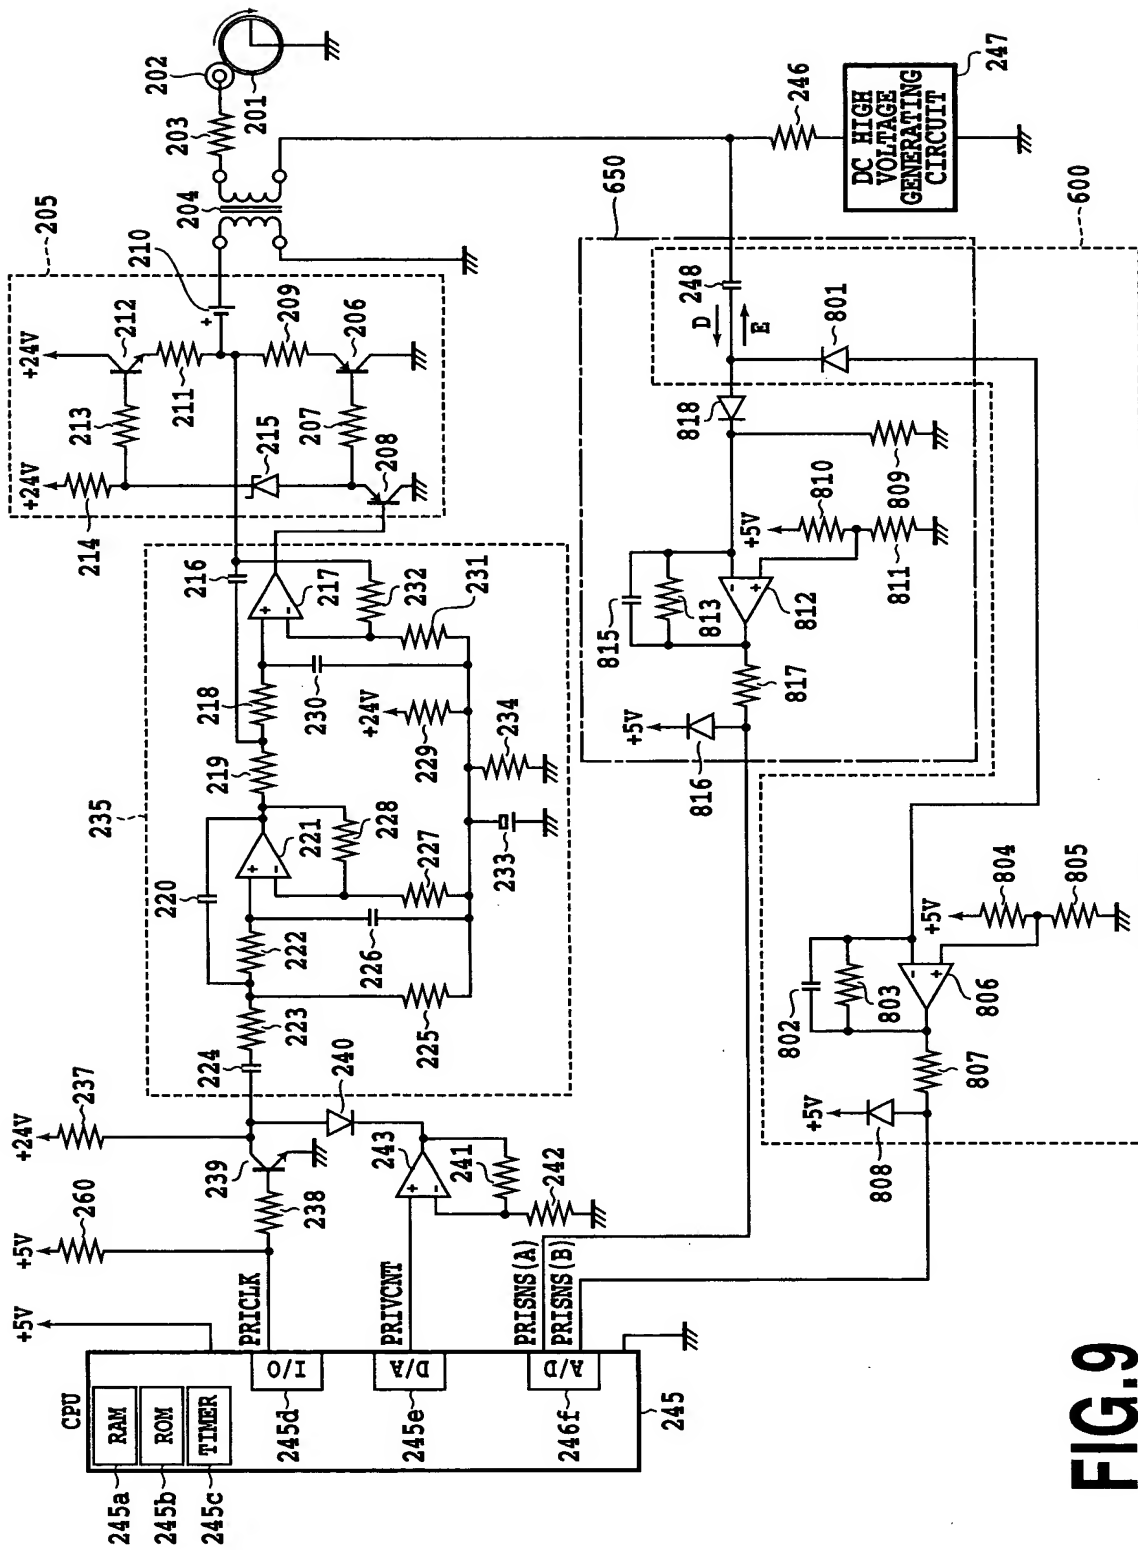 CPU
RAM
ROM
TIMER
245a
245b
245c
I/O
245d
D/A
245e
A/D
246f
245
+5V
+5V
260
+24V
237
PRICLK
PRIVCNT
PRISNS(A)
PRISNS(B)
238
239
240
+
-
243
241
242
235
224
223
220
222
225
226
+
-
221
227
228
219
218
216
+24V
229
230
233
234
+
-
217
232
231
205
+24V
+24V
214
213
212
211
215
207
208
209
206
+
210
204
203
202
201
650
600
246
DC HIGH
VOLTAGE
GENERATING
CIRCUIT
247
248
D
E
801
818
809
+5V
810
811
-
+
812
813
815
+5V
816
817
802
803
+5V
804
805
-
+
806
807
+5V
808
FIG.9